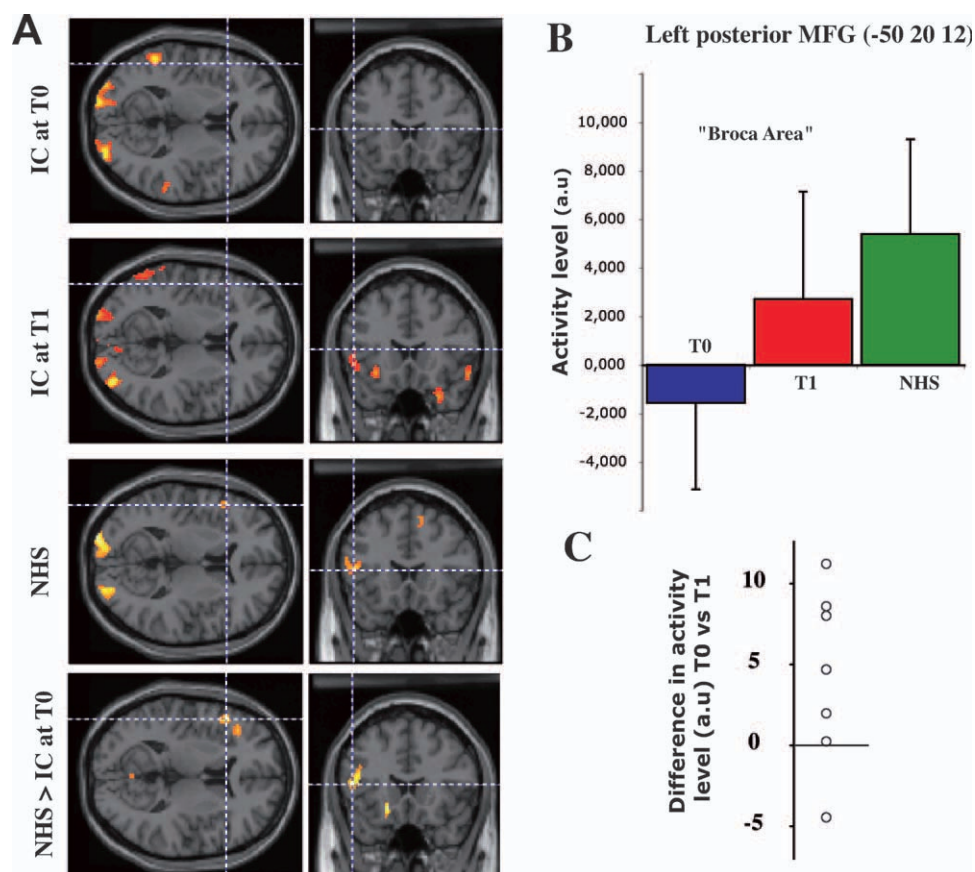 A
IC at T0
IC at T1
NHS
NHS > IC at T0
B
Left posterior MFG (-50 20 12)
"Broca Area"
Activity level (a.u)
10,000
8,000
6,000
4,000
2,000
0,000
-2,000
-4,000
T0
T1
NHS
C
Difference in activity
level (a.u) T0 vs T1
10
5
0
-5